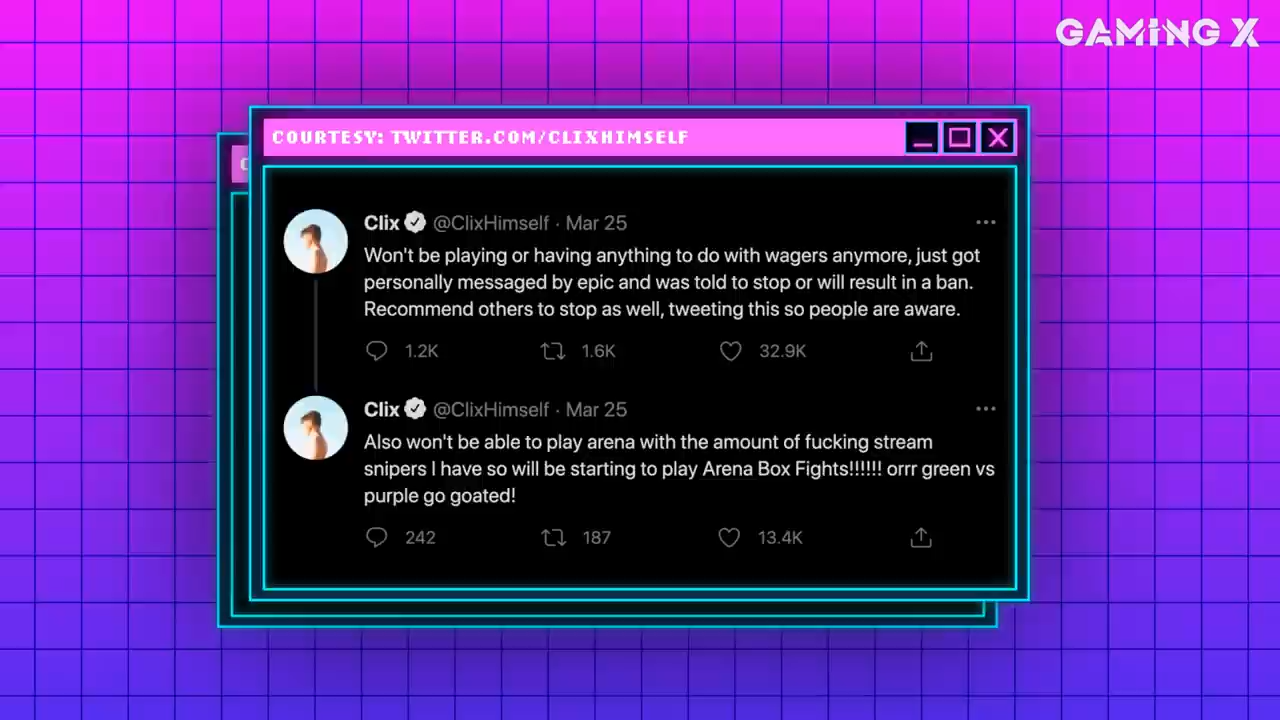 GAMING X
COURTESY: TWITTER.COM/CLIXHIMSELF
Clix @ClixHimself · Mar 25
Won't be playing or having anything to do with wagers anymore, just got
personally messaged by epic and was told to stop or will result in a ban.
Recommend others to stop as well, tweeting this so people are aware.
1.2K 1.6K 32.9K
Clix @ClixHimself · Mar 25
Also won't be able to play arena with the amount of fucking stream
snipers I have so will be starting to play Arena Box Fights!!!!!! orrr green vs
purple go goated!
242 187 13.4K